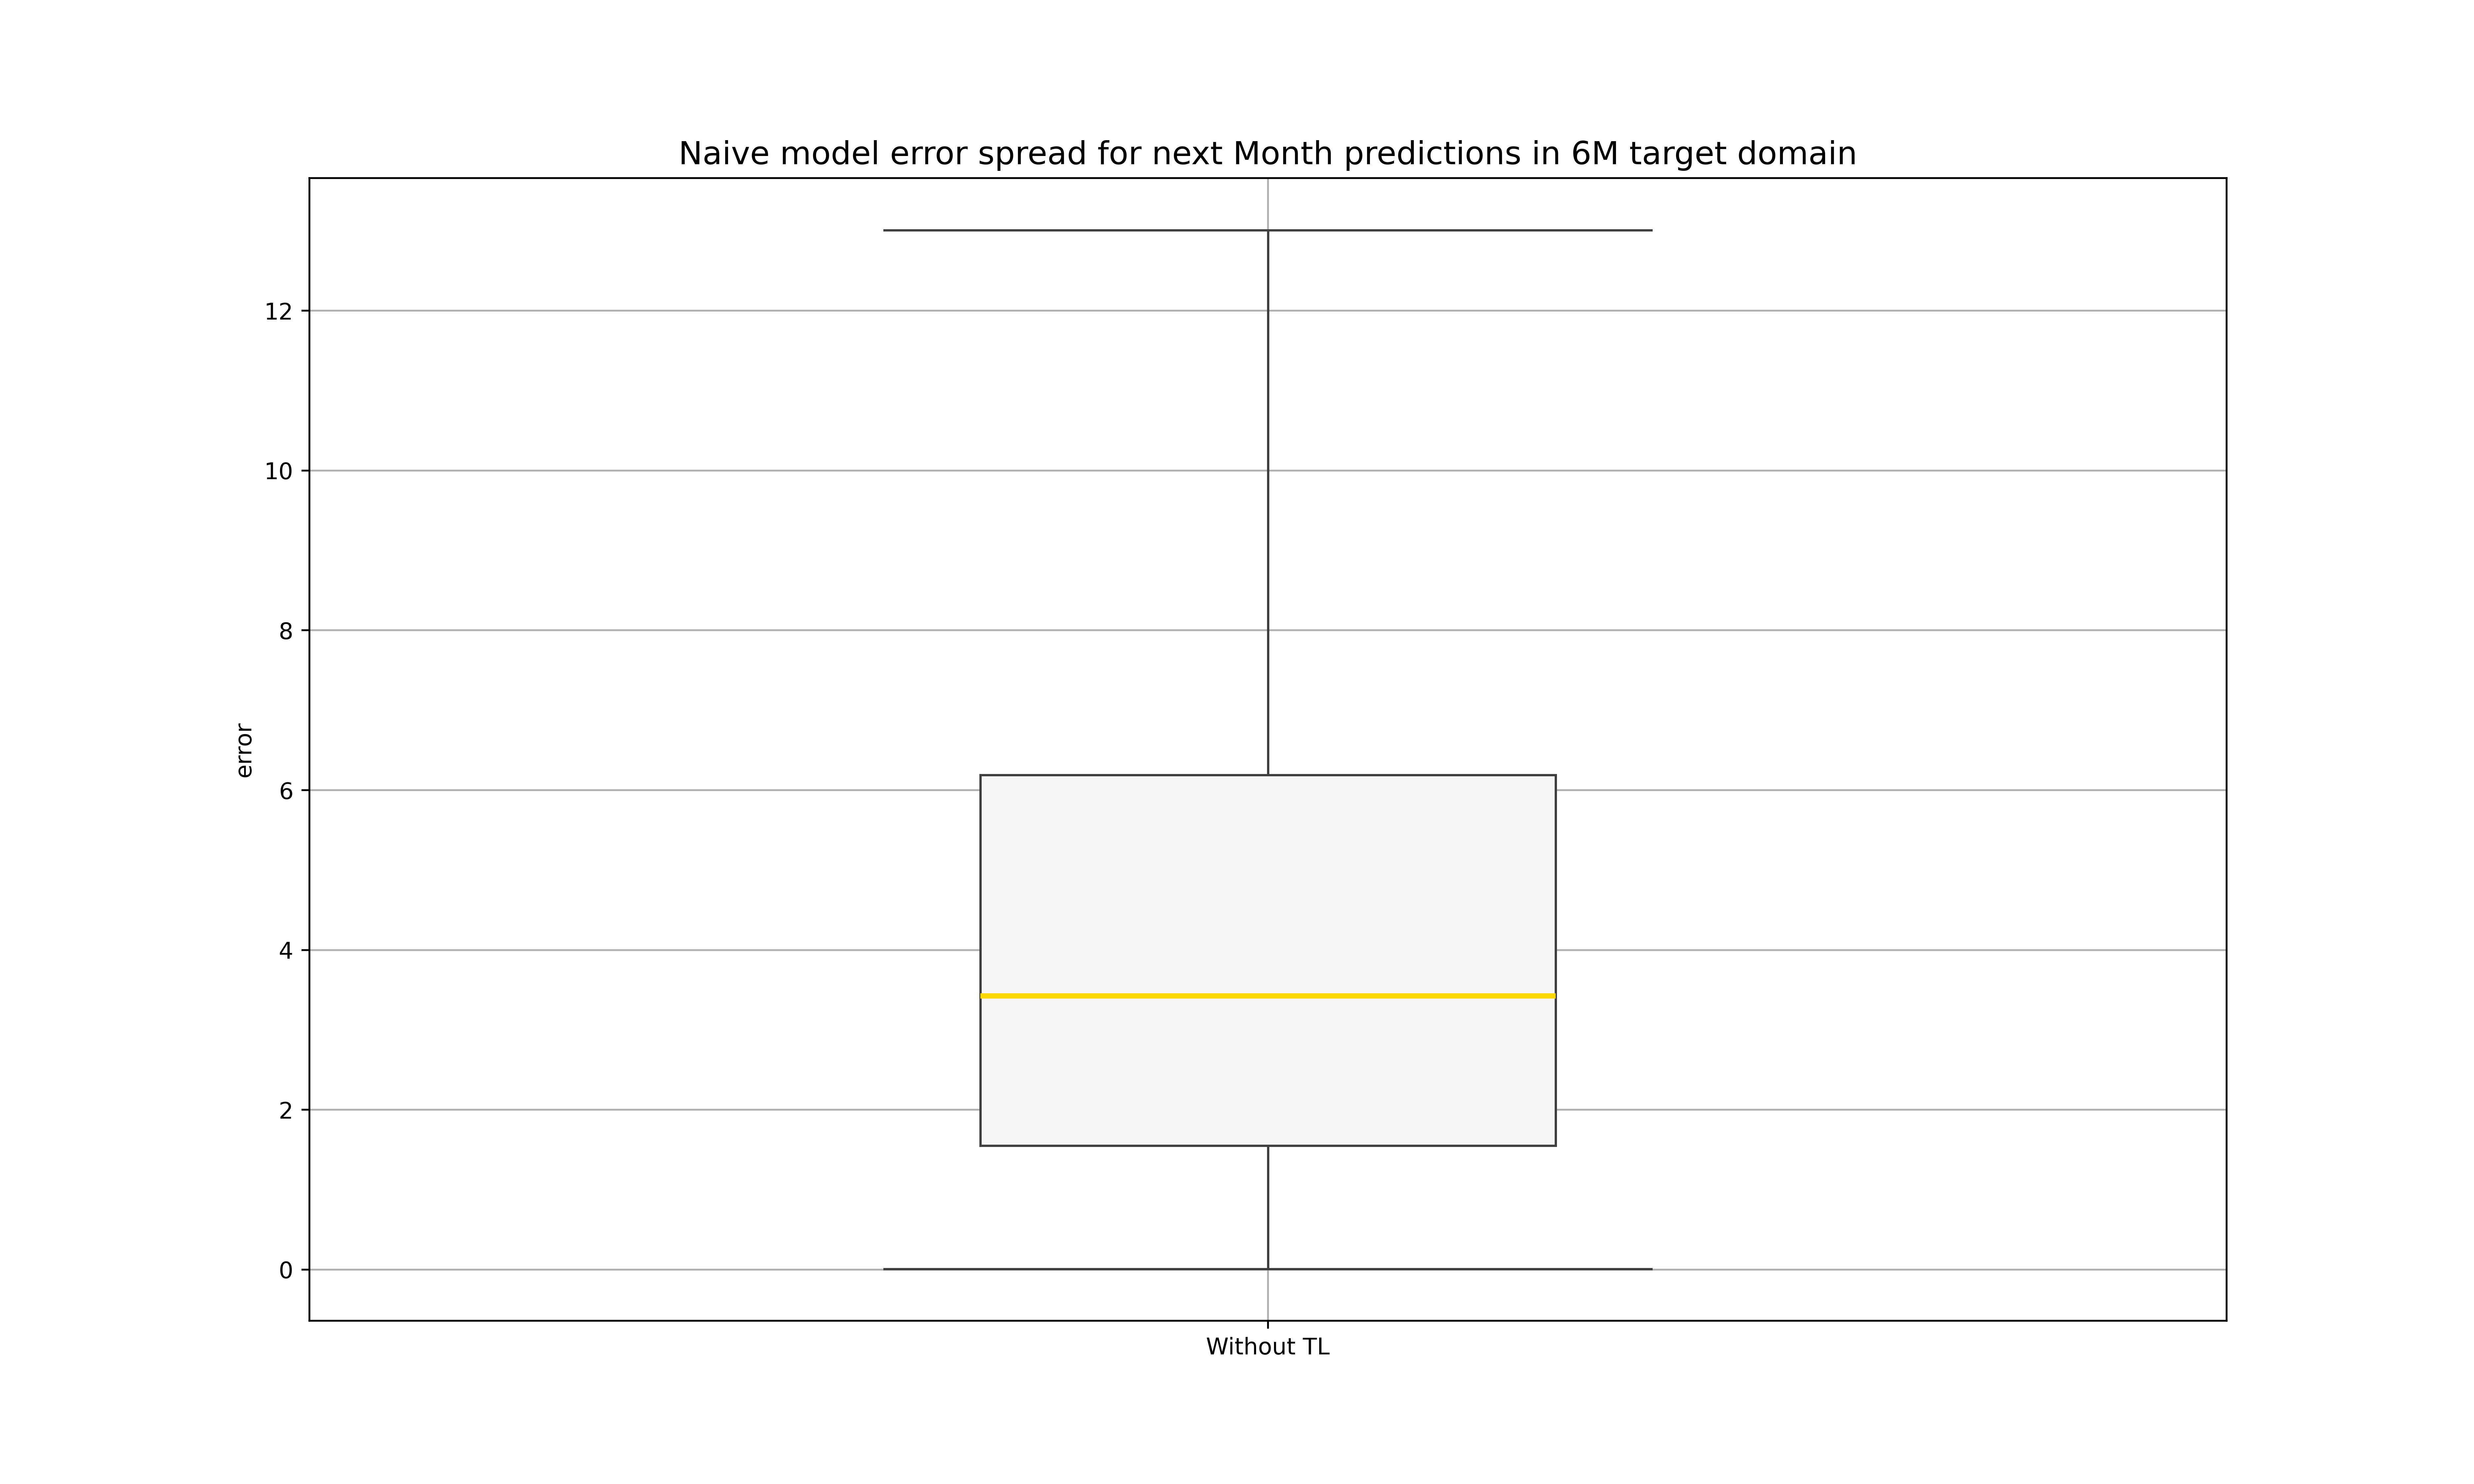 Naive model error spread for next Month predictions in 6M target domain
12
10
8
6
4
2
0
error
Without TL